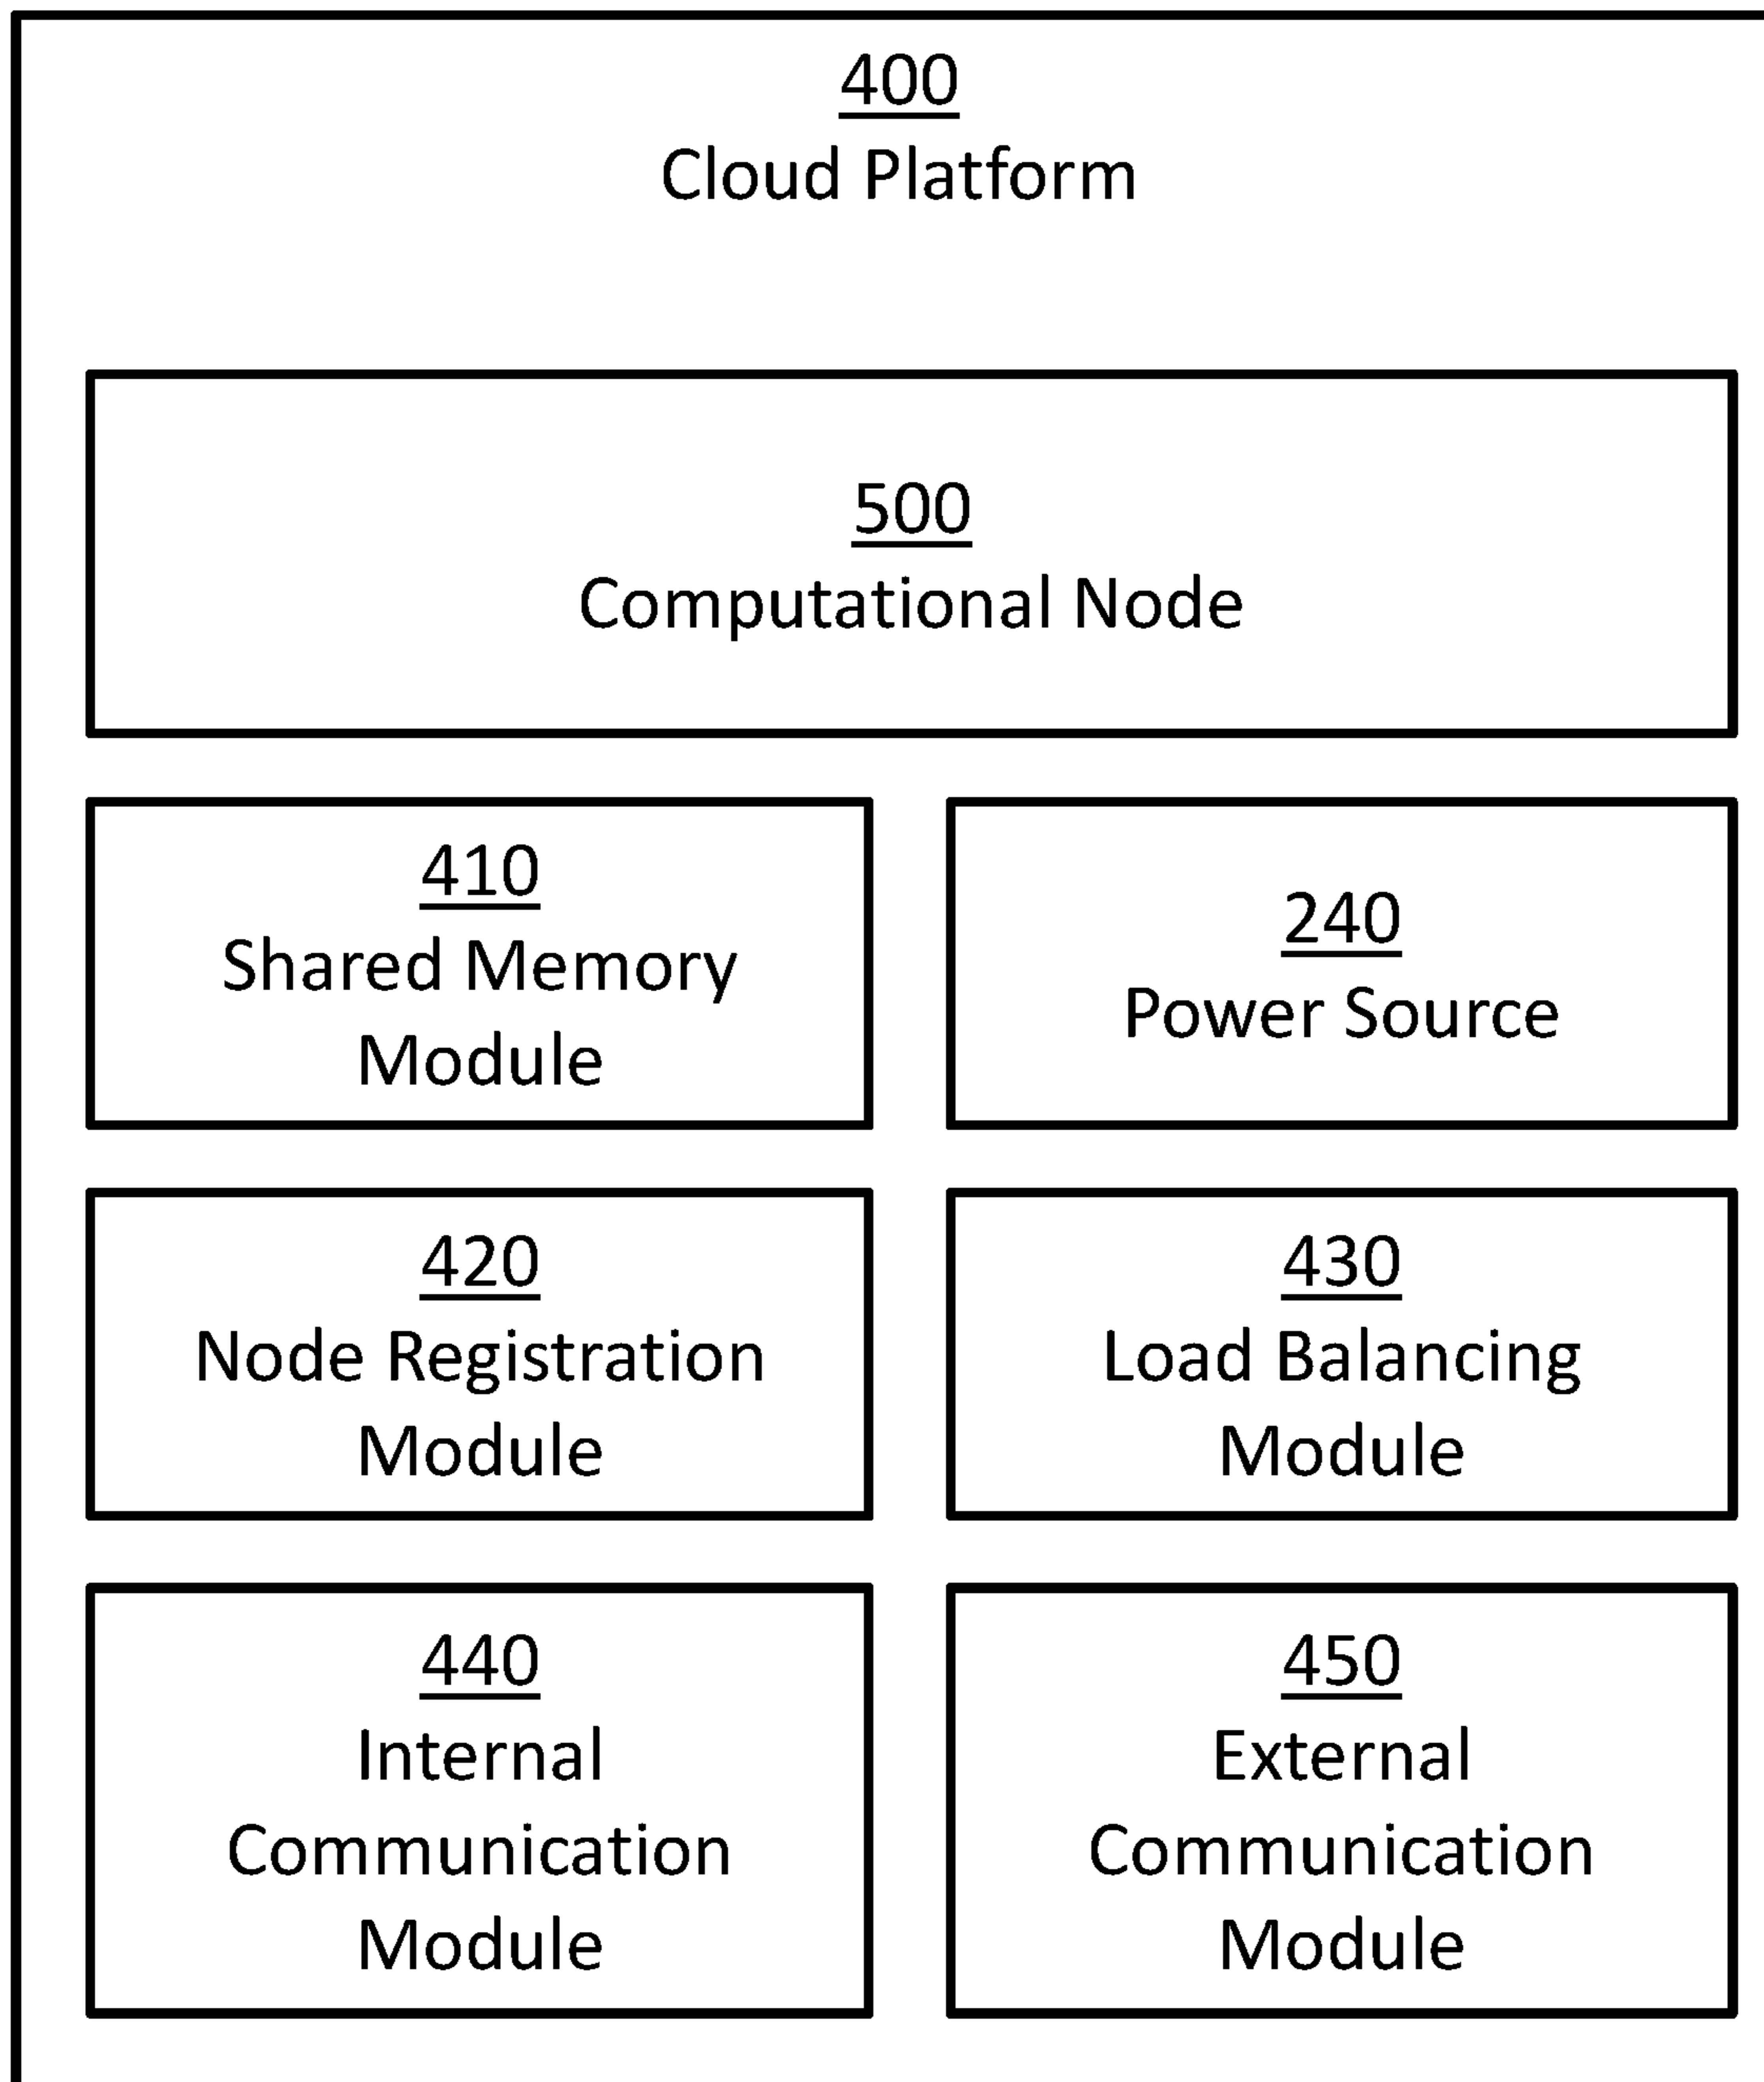 400
Cloud Platform
500
Computational Node
410
Shared Memory
Module
240
Power Source
420
Node Registration
Module
430
Load Balancing
Module
440
Internal
Communication
Module
450
External
Communication
Module